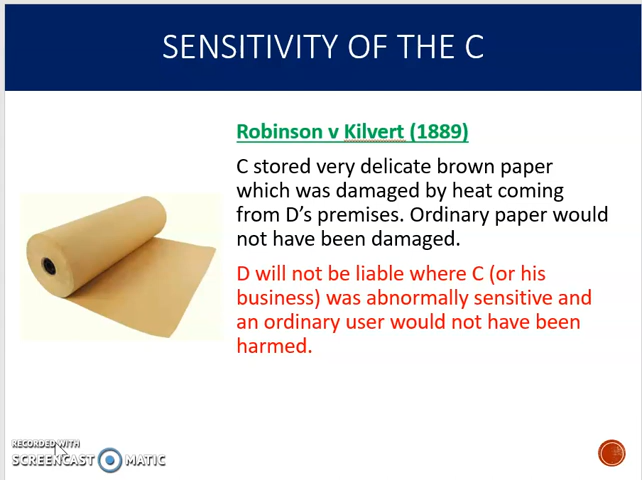 SENSITIVITY OF THE C
Robinson v Kilvert (1889)
C stored very delicate brown paper
which was damaged by heat coming
from D’s premises. Ordinary paper would
not have been damaged.
D will not be liable where C (or his
business) was abnormally sensitive and
an ordinary user would not have been
harmed.
RECORDED WITH
SCREENCAST MATIC